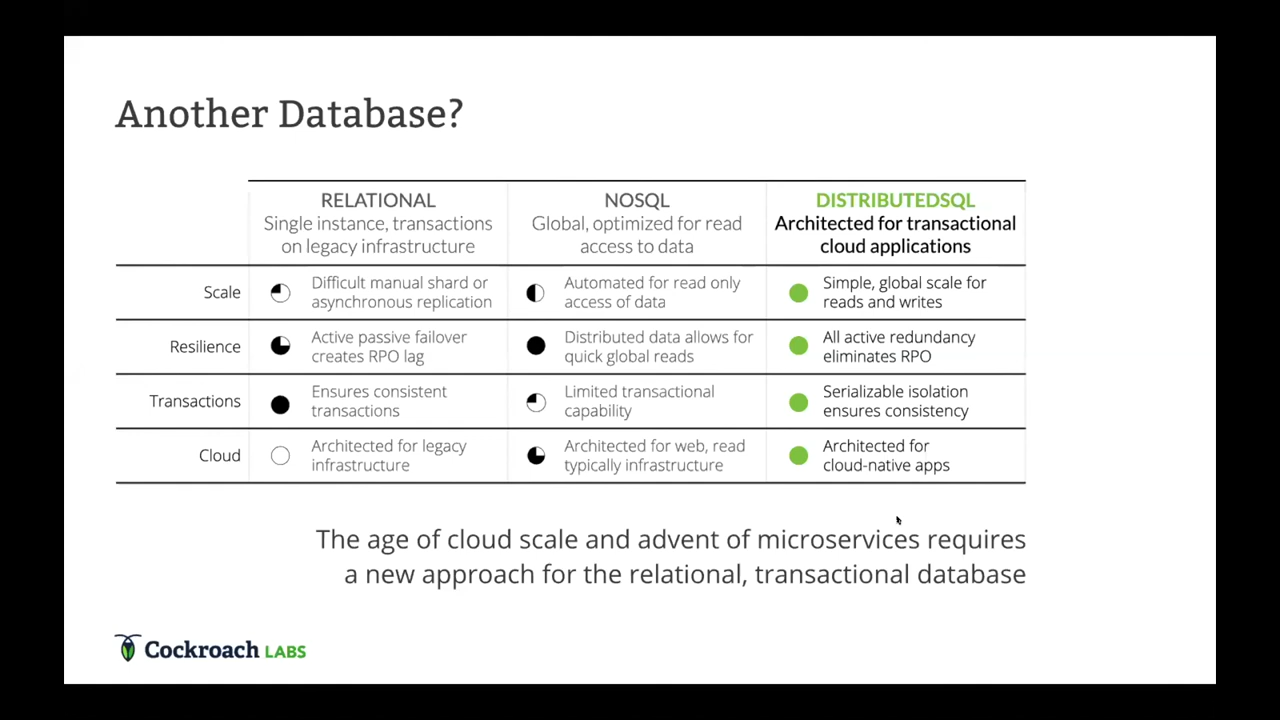 Another Database?
RELATIONAL
Single instance, transactions
on legacy infrastructure
NOSQL
Global, optimized for read
access to data
DISTRIBUTEDSQL
Architected for transactional
cloud applications
Scale
Difficult manual shard or
asynchronous replication
Automated for read only
access of data
Simple, global scale for
reads and writes
Resilience
Active passive failover
creates RPO lag
Distributed data allows for
quick global reads
All active redundancy
eliminates RPO
Transactions
Ensures consistent
transactions
Limited transactional
capability
Serializable isolation
ensures consistency
Cloud
Architected for legacy
infrastructure
Architected for web, read
typically infrastructure
Architected for
cloud-native apps
The age of cloud scale and advent of microservices requires
a new approach for the relational, transactional database
Cockroach LABS